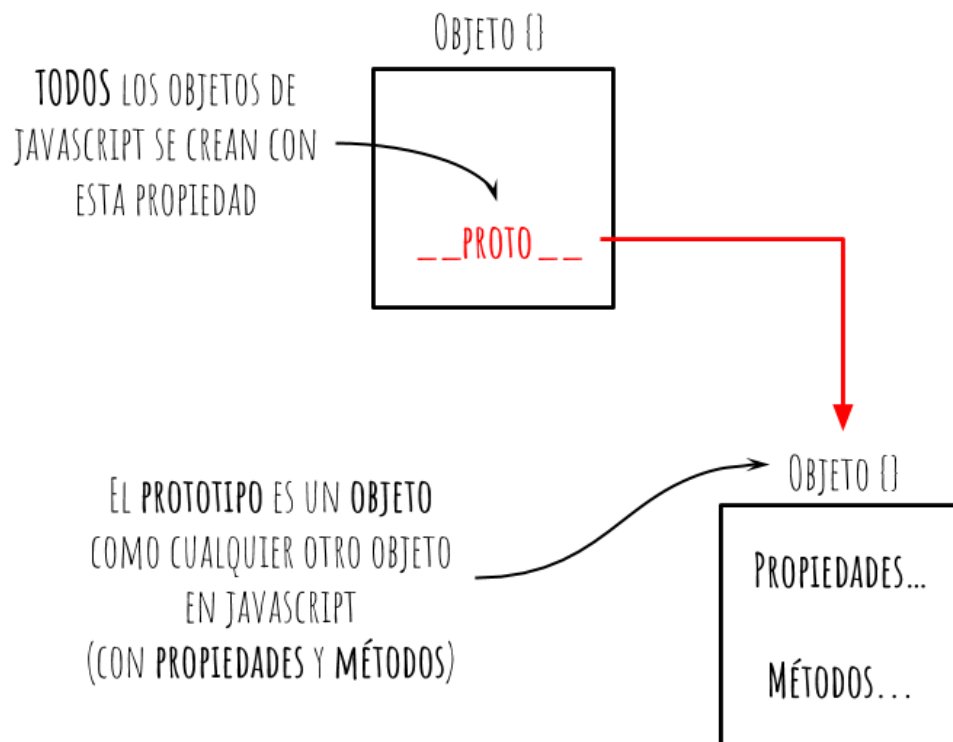 Objeto {}
TODOS los objetos de
javascript se crean con
esta propiedad
__proto__
Objeto {}
El prototipo es un objeto
como cualquier otro objeto
en javascript
(con propiedades y métodos)
Propiedades...
Métodos...